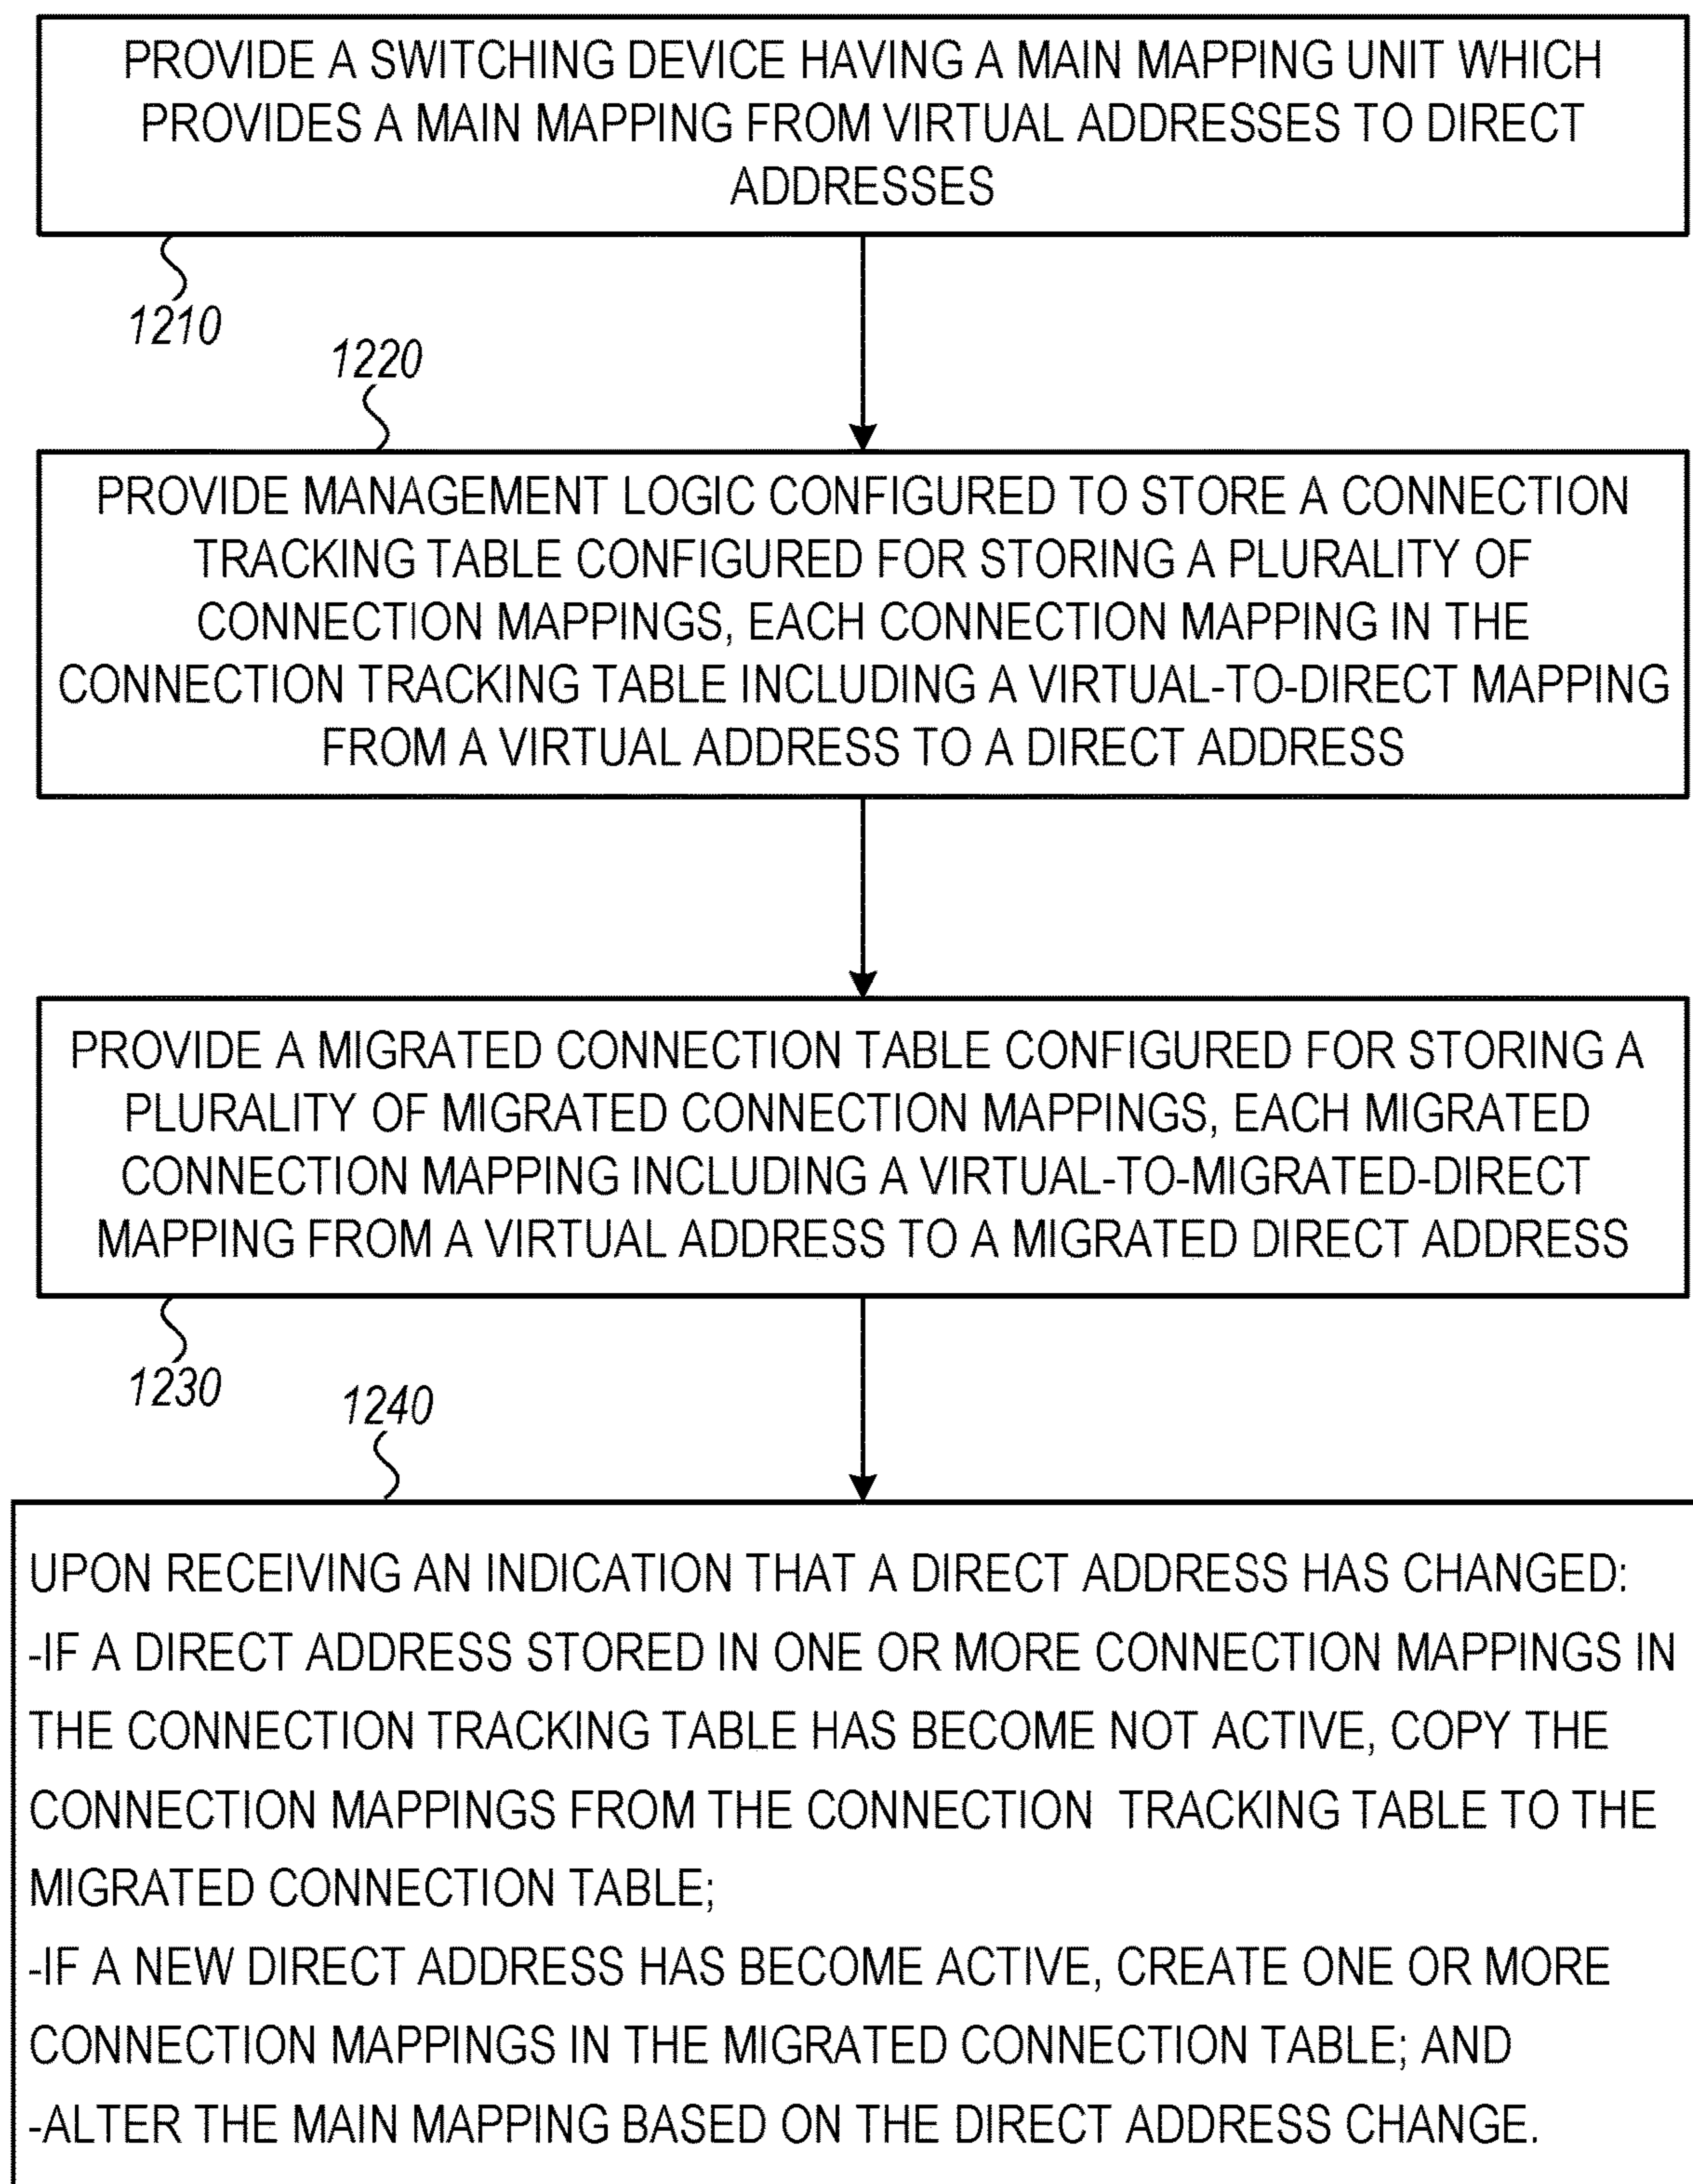 PROVIDE A SWITCHING DEVICE HAVING A MAIN MAPPING UNIT WHICH
PROVIDES A MAIN MAPPING FROM VIRTUAL ADDRESSES TO DIRECT
ADDRESSES
1210
1220
PROVIDE MANAGEMENT LOGIC CONFIGURED TO STORE A CONNECTION
TRACKING TABLE CONFIGURED FOR STORING A PLURALITY OF
CONNECTION MAPPINGS, EACH CONNECTION MAPPING IN THE
CONNECTION TRACKING TABLE INCLUDING A VIRTUAL-TO-DIRECT MAPPING
FROM A VIRTUAL ADDRESS TO A DIRECT ADDRESS
PROVIDE A MIGRATED CONNECTION TABLE CONFIGURED FOR STORING A
PLURALITY OF MIGRATED CONNECTION MAPPINGS, EACH MIGRATED
CONNECTION MAPPING INCLUDING A VIRTUAL-TO-MIGRATED-DIRECT
MAPPING FROM A VIRTUAL ADDRESS TO A MIGRATED DIRECT ADDRESS
1230
1240
UPON RECEIVING AN INDICATION THAT A DIRECT ADDRESS HAS CHANGED:
-IF A DIRECT ADDRESS STORED IN ONE OR MORE CONNECTION MAPPINGS IN
THE CONNECTION TRACKING TABLE HAS BECOME NOT ACTIVE, COPY THE
CONNECTION MAPPINGS FROM THE CONNECTION TRACKING TABLE TO THE
MIGRATED CONNECTION TABLE;
-IF A NEW DIRECT ADDRESS HAS BECOME ACTIVE, CREATE ONE OR MORE
CONNECTION MAPPINGS IN THE MIGRATED CONNECTION TABLE; AND
-ALTER THE MAIN MAPPING BASED ON THE DIRECT ADDRESS CHANGE.